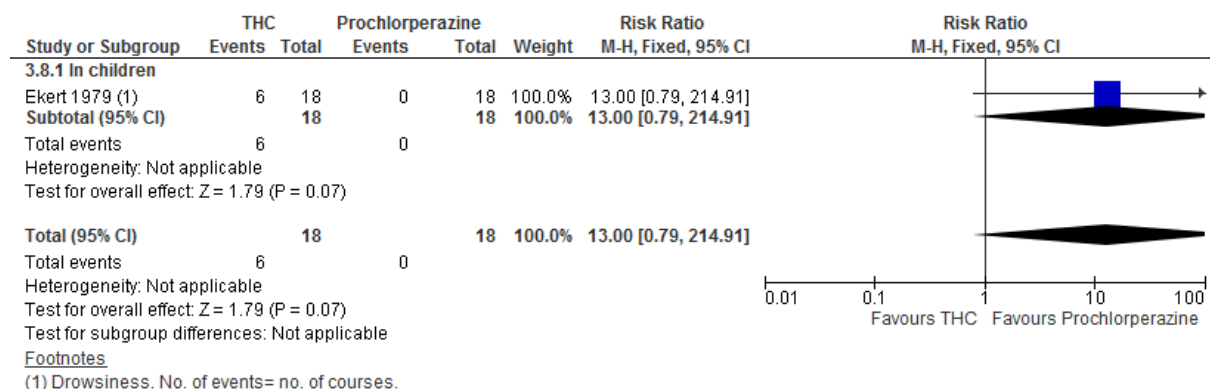 THC Prochlorperazine Risk Ratio Risk Ratio
Study or Subgroup Events Total Events Total Weight M-H, Fixed, 95% CI M-H, Fixed, 95% CI
3.8.1 In children
Ekert 1979 (1) 6 18 0 18 100.0% 13.00 [0.79, 214.91]
Subtotal (95% CI) 18 18 100.0% 13.00 [0.79, 214.91]
Total events 6 0
Heterogeneity: Not applicable
Test for overall effect: Z = 1.79 (P = 0.07)
Total (95% CI) 18 18 100.0% 13.00 [0.79, 214.91]
Total events 6 0
Heterogeneity: Not applicable
Test for overall effect: Z = 1.79 (P = 0.07)
Test for subgroup differences: Not applicable
0.01 0.1 1 10 100
Favours THC Favours Prochlorperazine
Footnotes
(1) Drowsiness. No. of events= no. of courses.